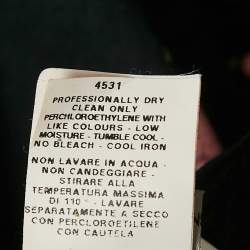 4531
PROFESSIONALLY DRY
CLEAN ONLY
PERCHLOROETHYLENE WITH
LIKE COLOURS - LOW
MOISTURE - TUMBLE COOL -
NO BLEACH - COOL IRON
NON LAVARE IN ACQUA -
NON CANDEGGIARE -
STIRARE ALLA
TEMPERATURA MASSIMA
DI 110° - LAVARE
SEPARATAMENTE A SECCO
CON PERCLOROETILENE
CON CAUTELA